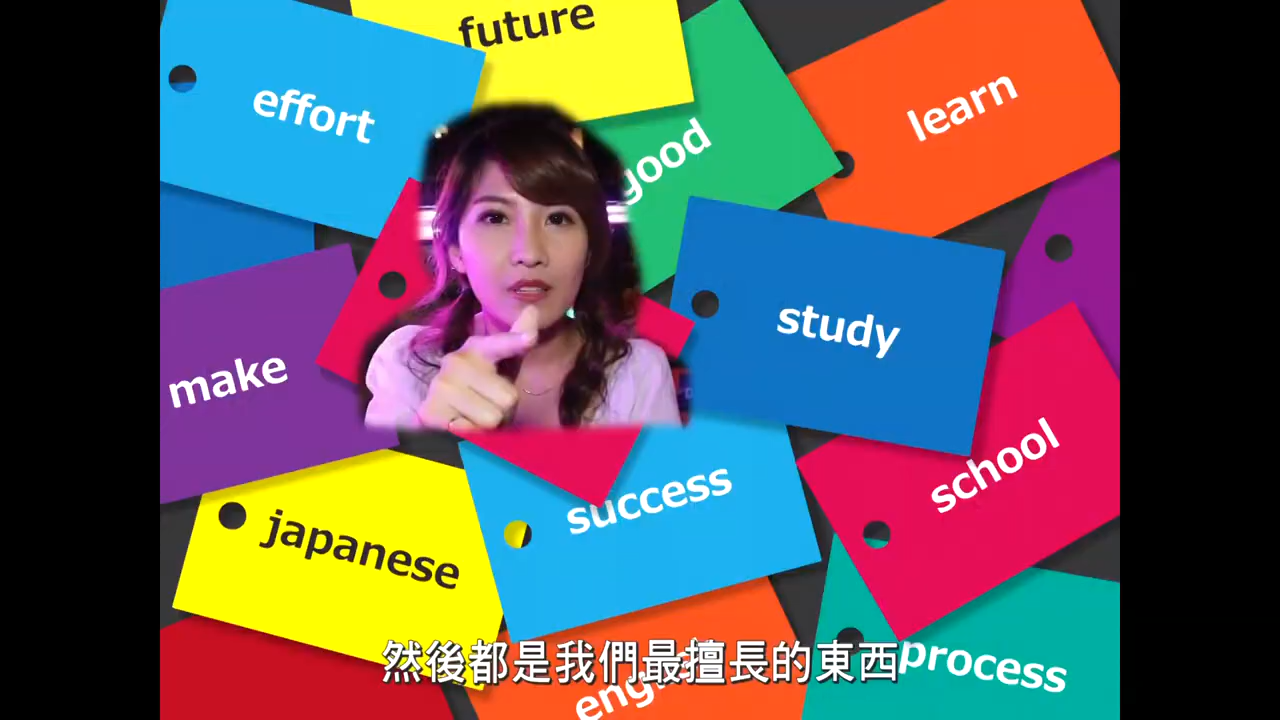 future
effort
learn
good
study
make
school
success
japanese
process
然後都是我們最擅長的東西